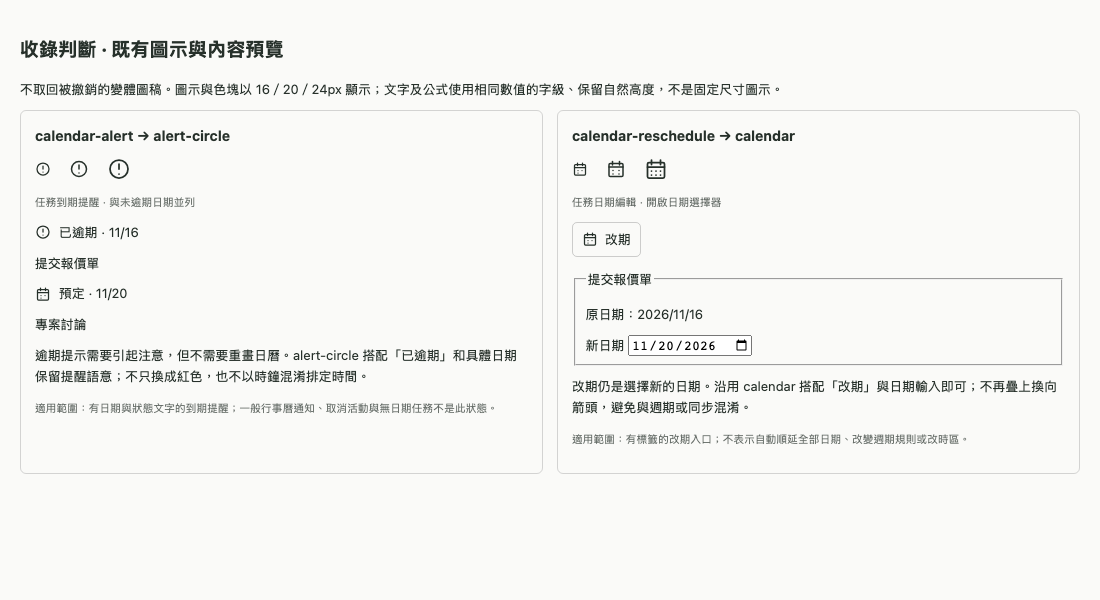 收錄判斷 · 既有圖示與內容預覽
不取回被撤銷的變體圖稿。圖示與色塊以 16 / 20 / 24px 顯示；文字及公式使用相同數值的字級、保留自然高度，不是固定尺寸圖示。
calendar-alert → alert-circle
任務到期提醒 · 與未逾期日期並列
已逾期 · 11/16
提交報價單
預定 · 11/20
專案討論
逾期提示需要引起注意，但不需要重畫日曆。alert-circle 搭配「已逾期」和具體日期
保留提醒語意；不只換成紅色，也不以時鐘混淆排定時間。
適用範圍：有日期與狀態文字的到期提醒；一般行事曆通知、取消活動與無日期任務不是此狀態。
calendar-reschedule → calendar
任務日期編輯 · 開啟日期選擇器
改期
提交報價單
原日期：2026/11/16
新日期 11/20/2026
改期仍是選擇新的日期。沿用 calendar 搭配「改期」與日期輸入即可；不再疊上換向
箭頭，避免與週期或同步混淆。
適用範圍：有標籤的改期入口；不表示自動順延全部日期、改變週期規則或改時區。